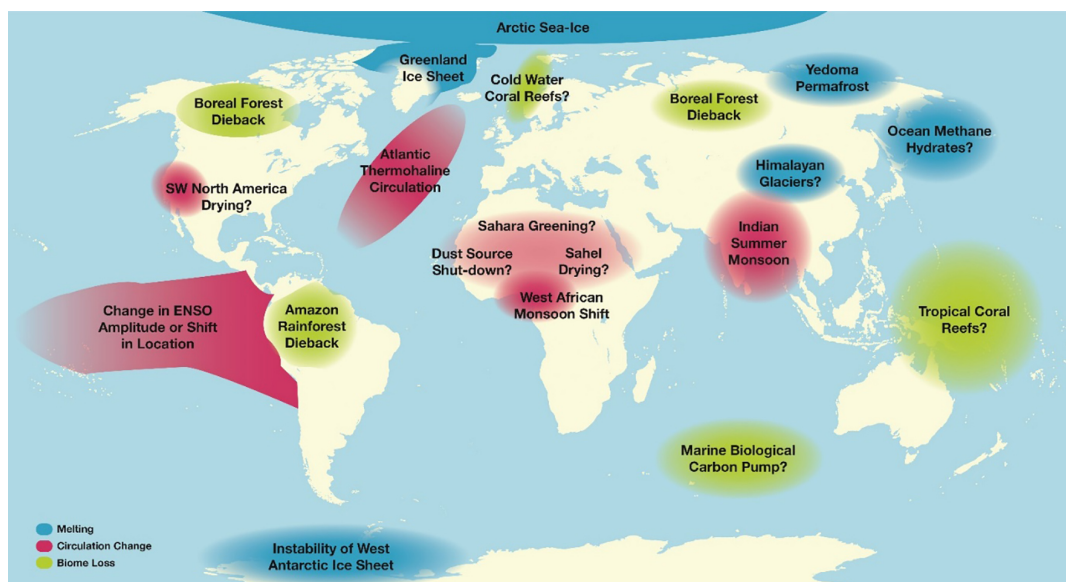 Arctic Sea-Ice
Greenland
Ice Sheet
Cold Water
Coral Reefs?
Yedoma
Permafrost
Boreal Forest
Dieback
Boreal Forest
Dieback
Ocean Methane
Hydrates?
Atlantic
Thermohaline
Circulation
Himalayan
Glaciers?
SW North America
Drying?
Sahara Greening?
Dust Source
Shut-down?
Sahel
Drying?
Indian
Summer
Monsoon
West African
Monsoon Shift
Change in ENSO
Amplitude or Shift
in Location
Amazon
Rainforest
Dieback
Tropical Coral
Reefs?
Marine Biological
Carbon Pump?
Melting
Circulation Change
Biome Loss
Instability of West
Antarctic Ice Sheet